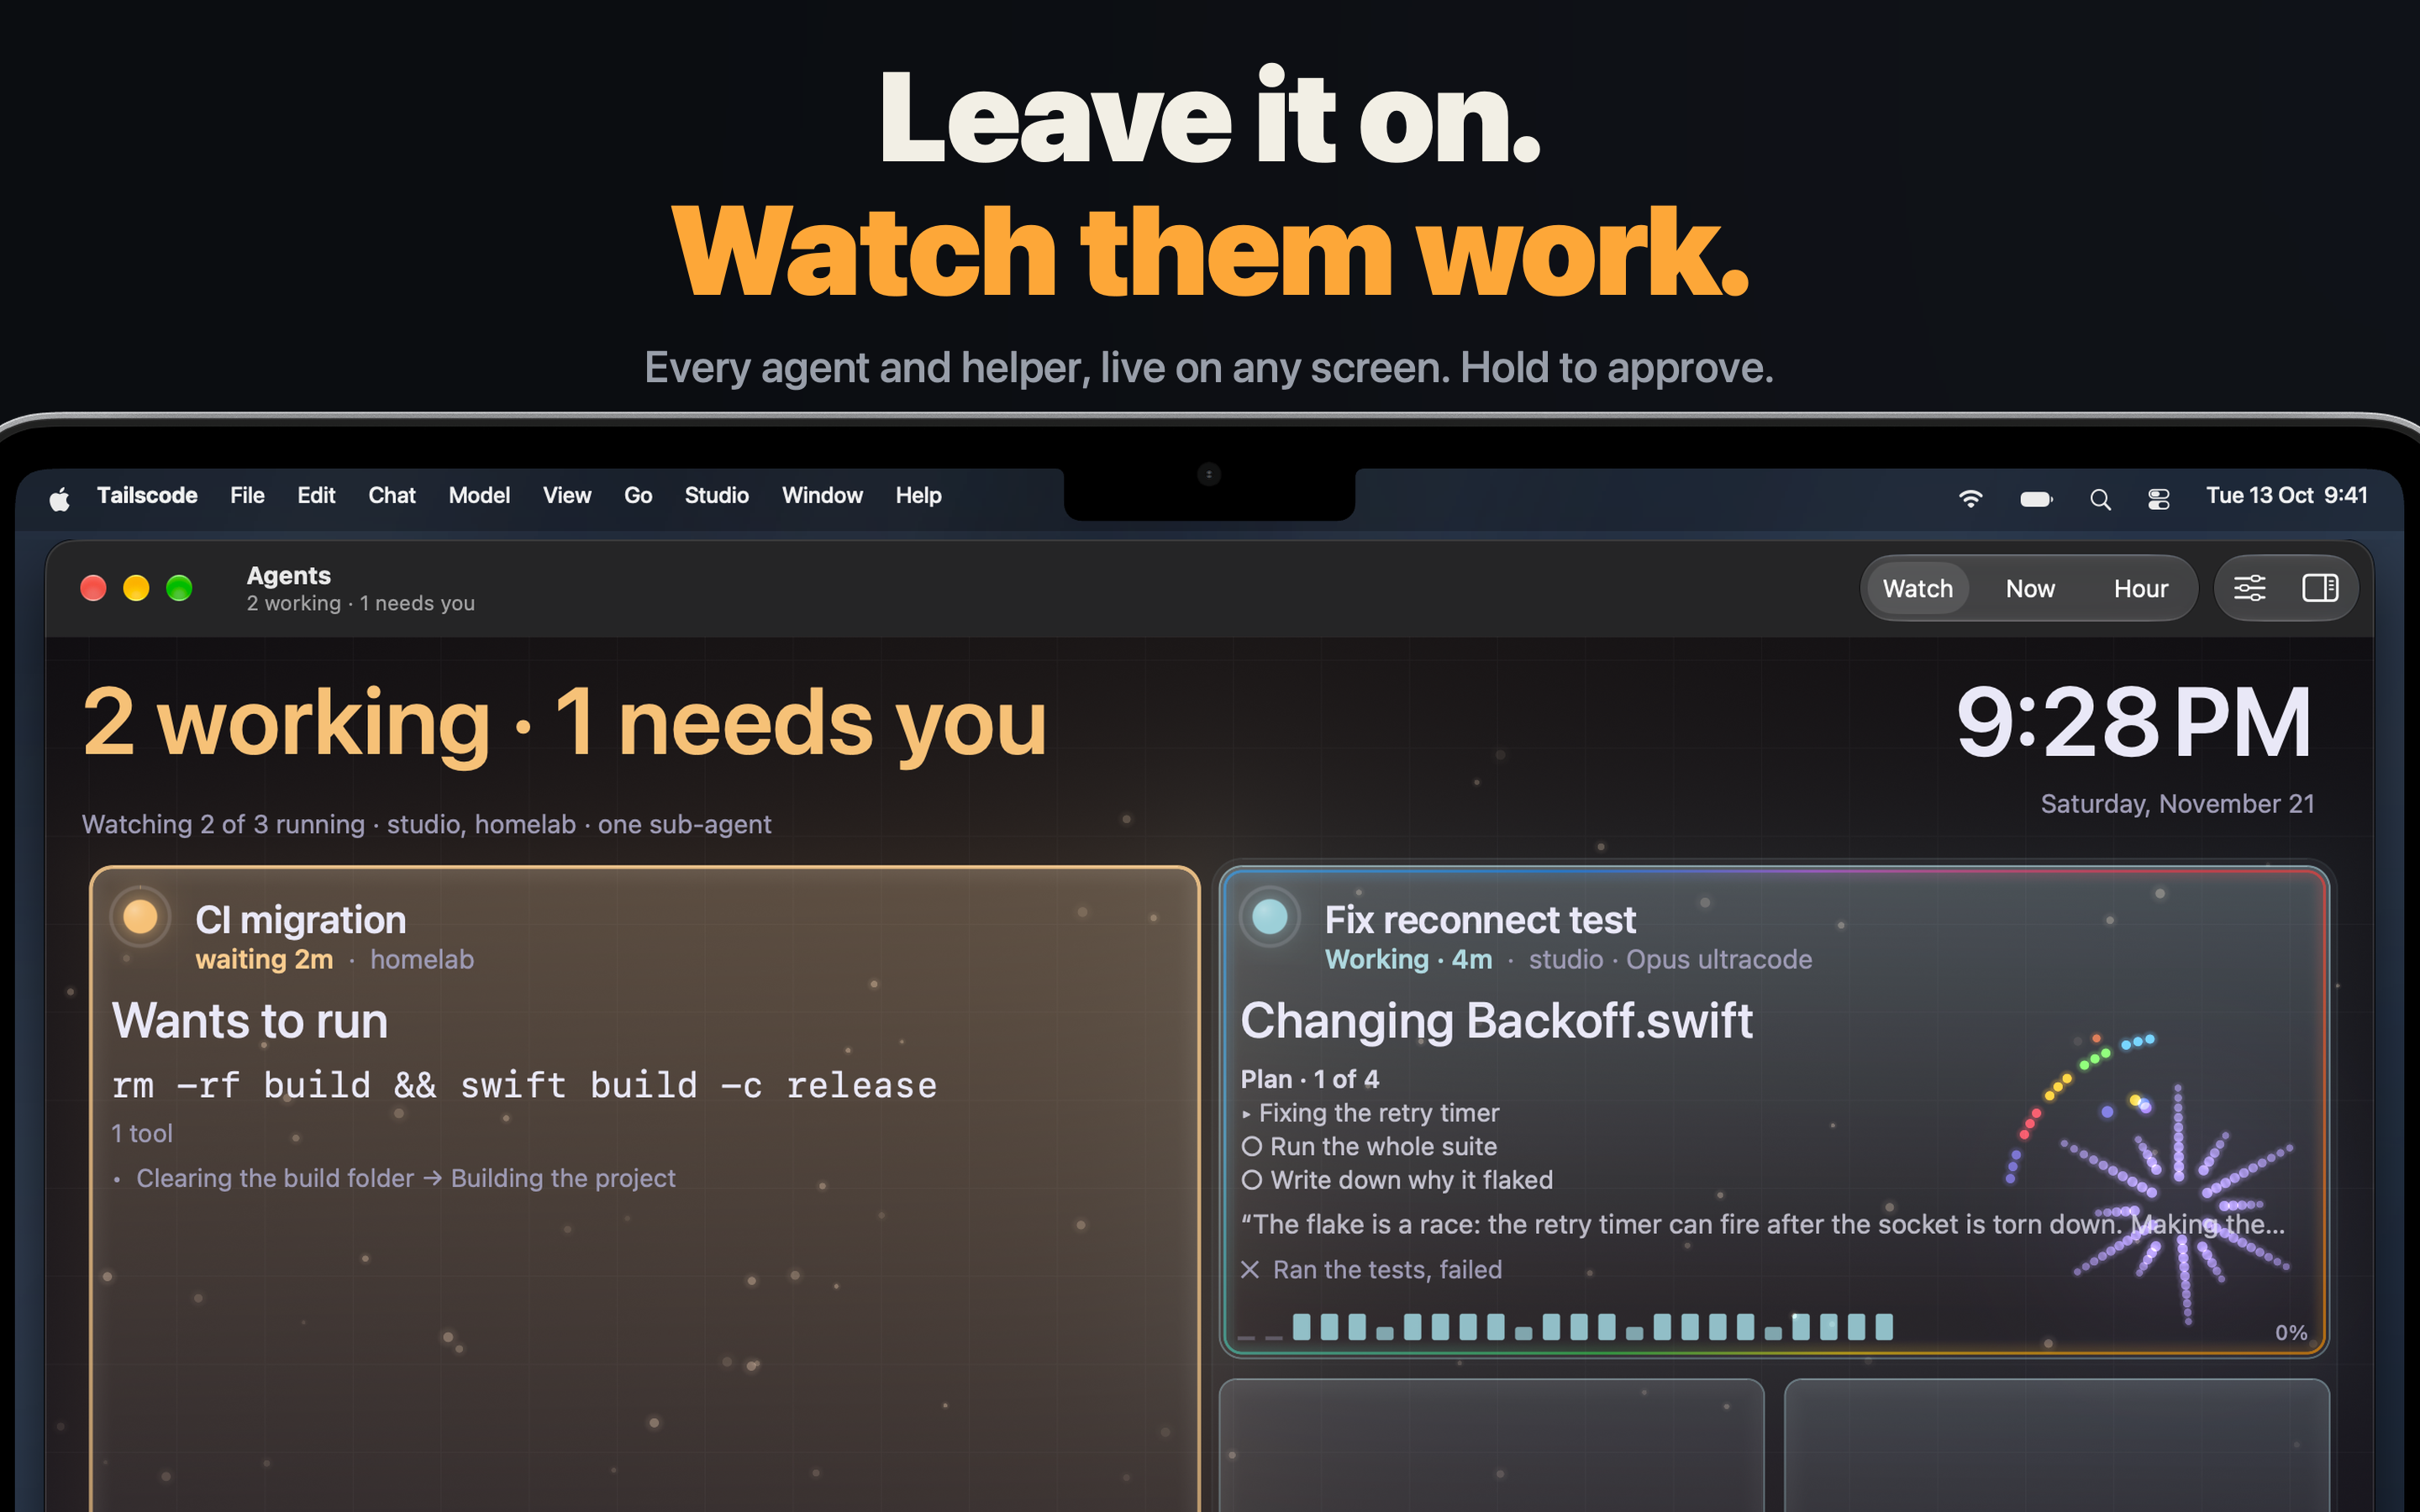 Leave it on.
Watch them work.
Every agent and helper, live on any screen. Hold to approve.
Tailscode File Edit Chat Model View Go Studio Window Help Tue 13 Oct 9:41
Agents
2 working · 1 needs you
Watch Now Hour
2 working · 1 needs you
9:28 PM
Saturday, November 21
Watching 2 of 3 running · studio, homelab · one sub-agent
CI migration
waiting 2m · homelab
Wants to run
rm -rf build && swift build -c release
1 tool
• Clearing the build folder → Building the project
Fix reconnect test
Working · 4m · studio · Opus ultracode
Changing Backoff.swift
Plan · 1 of 4
▸ Fixing the retry timer
○ Run the whole suite
○ Write down why it flaked
“The flake is a race: the retry timer can fire after the socket is torn down. Making the…
× Ran the tests, failed
0%